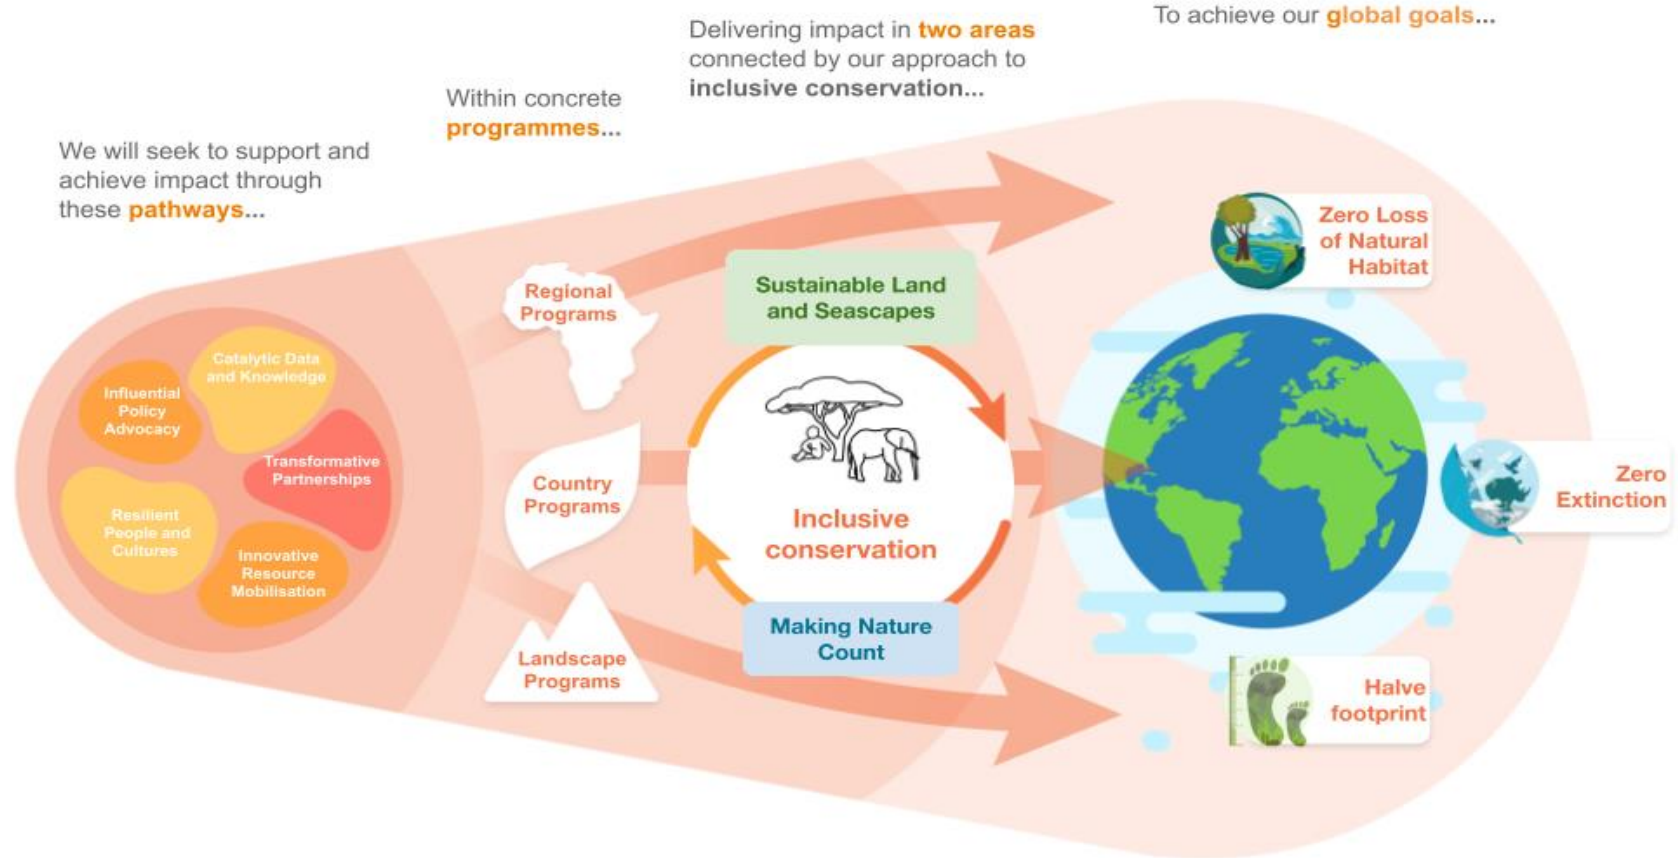 We will seek to support and
achieve impact through
these pathways...
Within concrete
programmes...
Delivering impact in two areas
connected by our approach to
inclusive conservation...
To achieve our global goals...
Influential
Policy
Advocacy
Catalytic Data
and Knowledge
Transformative
Partnerships
Resilient
People and
Cultures
Innovative
Resource
Mobilisation
Regional
Programs
Country
Programs
Landscape
Programs
Sustainable Land
and Seascapes
Inclusive
conservation
Making Nature
Count
Zero Loss
of Natural
Habitat
Zero
Extinction
Halve
footprint